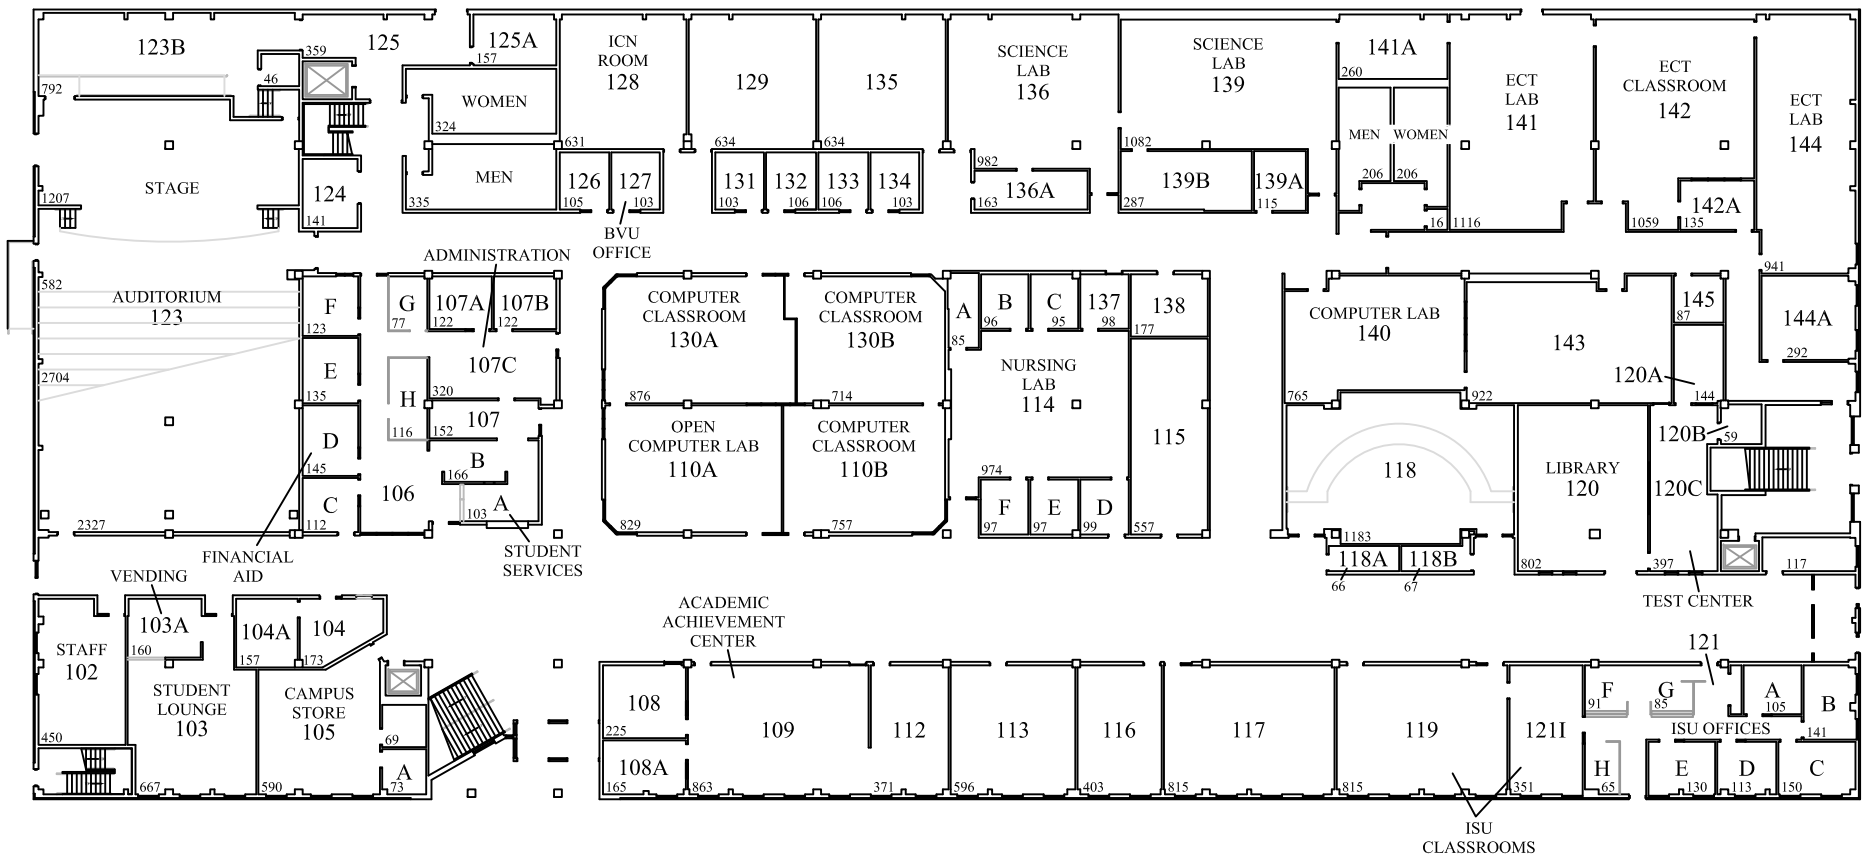 123B
792
46
359
125
125A
157
WOMEN
324
MEN
335
124
141
STAGE
1207
ICN
ROOM
128
631
129
634
135
634
126
105
127
103
BVU
OFFICE
131
103
132
106
133
106
134
103
SCIENCE
LAB
136
982
136A
163
SCIENCE
LAB
139
1082
139B
287
139A
115
141A
260
MEN
206
WOMEN
206
16
ECT
LAB
141
1116
ECT
CLASSROOM
142
1059
142A
135
ECT
LAB
144
941
582
AUDITORIUM
123
2704
2327
F
123
E
135
D
145
C
112
FINANCIAL
AID
ADMINISTRATION
G
77
107A
122
107B
122
107C
320
H
116
107
152
B
166
A
103
106
STUDENT
SERVICES
COMPUTER
CLASSROOM
130A
876
COMPUTER
CLASSROOM
130B
714
OPEN
COMPUTER LAB
110A
829
COMPUTER
CLASSROOM
110B
757
A
85
B
96
C
95
137
98
138
177
NURSING
LAB
114
974
F
97
E
97
D
99
115
557
COMPUTER LAB
140
765
143
922
145
87
120A
144
144A
292
118
1183
118A
66
118B
67
LIBRARY
120
802
120B
59
120C
397
TEST CENTER
117
VENDING
STAFF
102
450
103A
160
STUDENT
LOUNGE
103
667
104A
157
104
173
CAMPUS
STORE
105
590
69
A
73
ACADEMIC
ACHIEVEMENT
CENTER
108
225
108A
165
109
863
112
371
113
596
116
403
117
815
119
815
121I
351
ISU
CLASSROOMS
121
F
91
G
85
A
105
B
141
ISU OFFICES
H
65
E
130
D
113
C
150